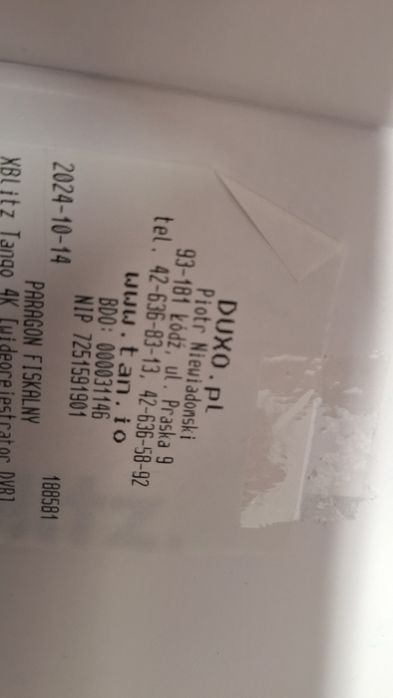 DUXO.pl
Piotr Niewiadomski
93-181 Łódź, ul. Praska 9
tel. 42-636-83-13, 42-636-58-92
www.tan.io
BDO: 000031146
NIP 7251591901
2024-10-14 188581
PARAGON FISKALNY
XBlitz Tango 4K [wideorejestrator DVR]